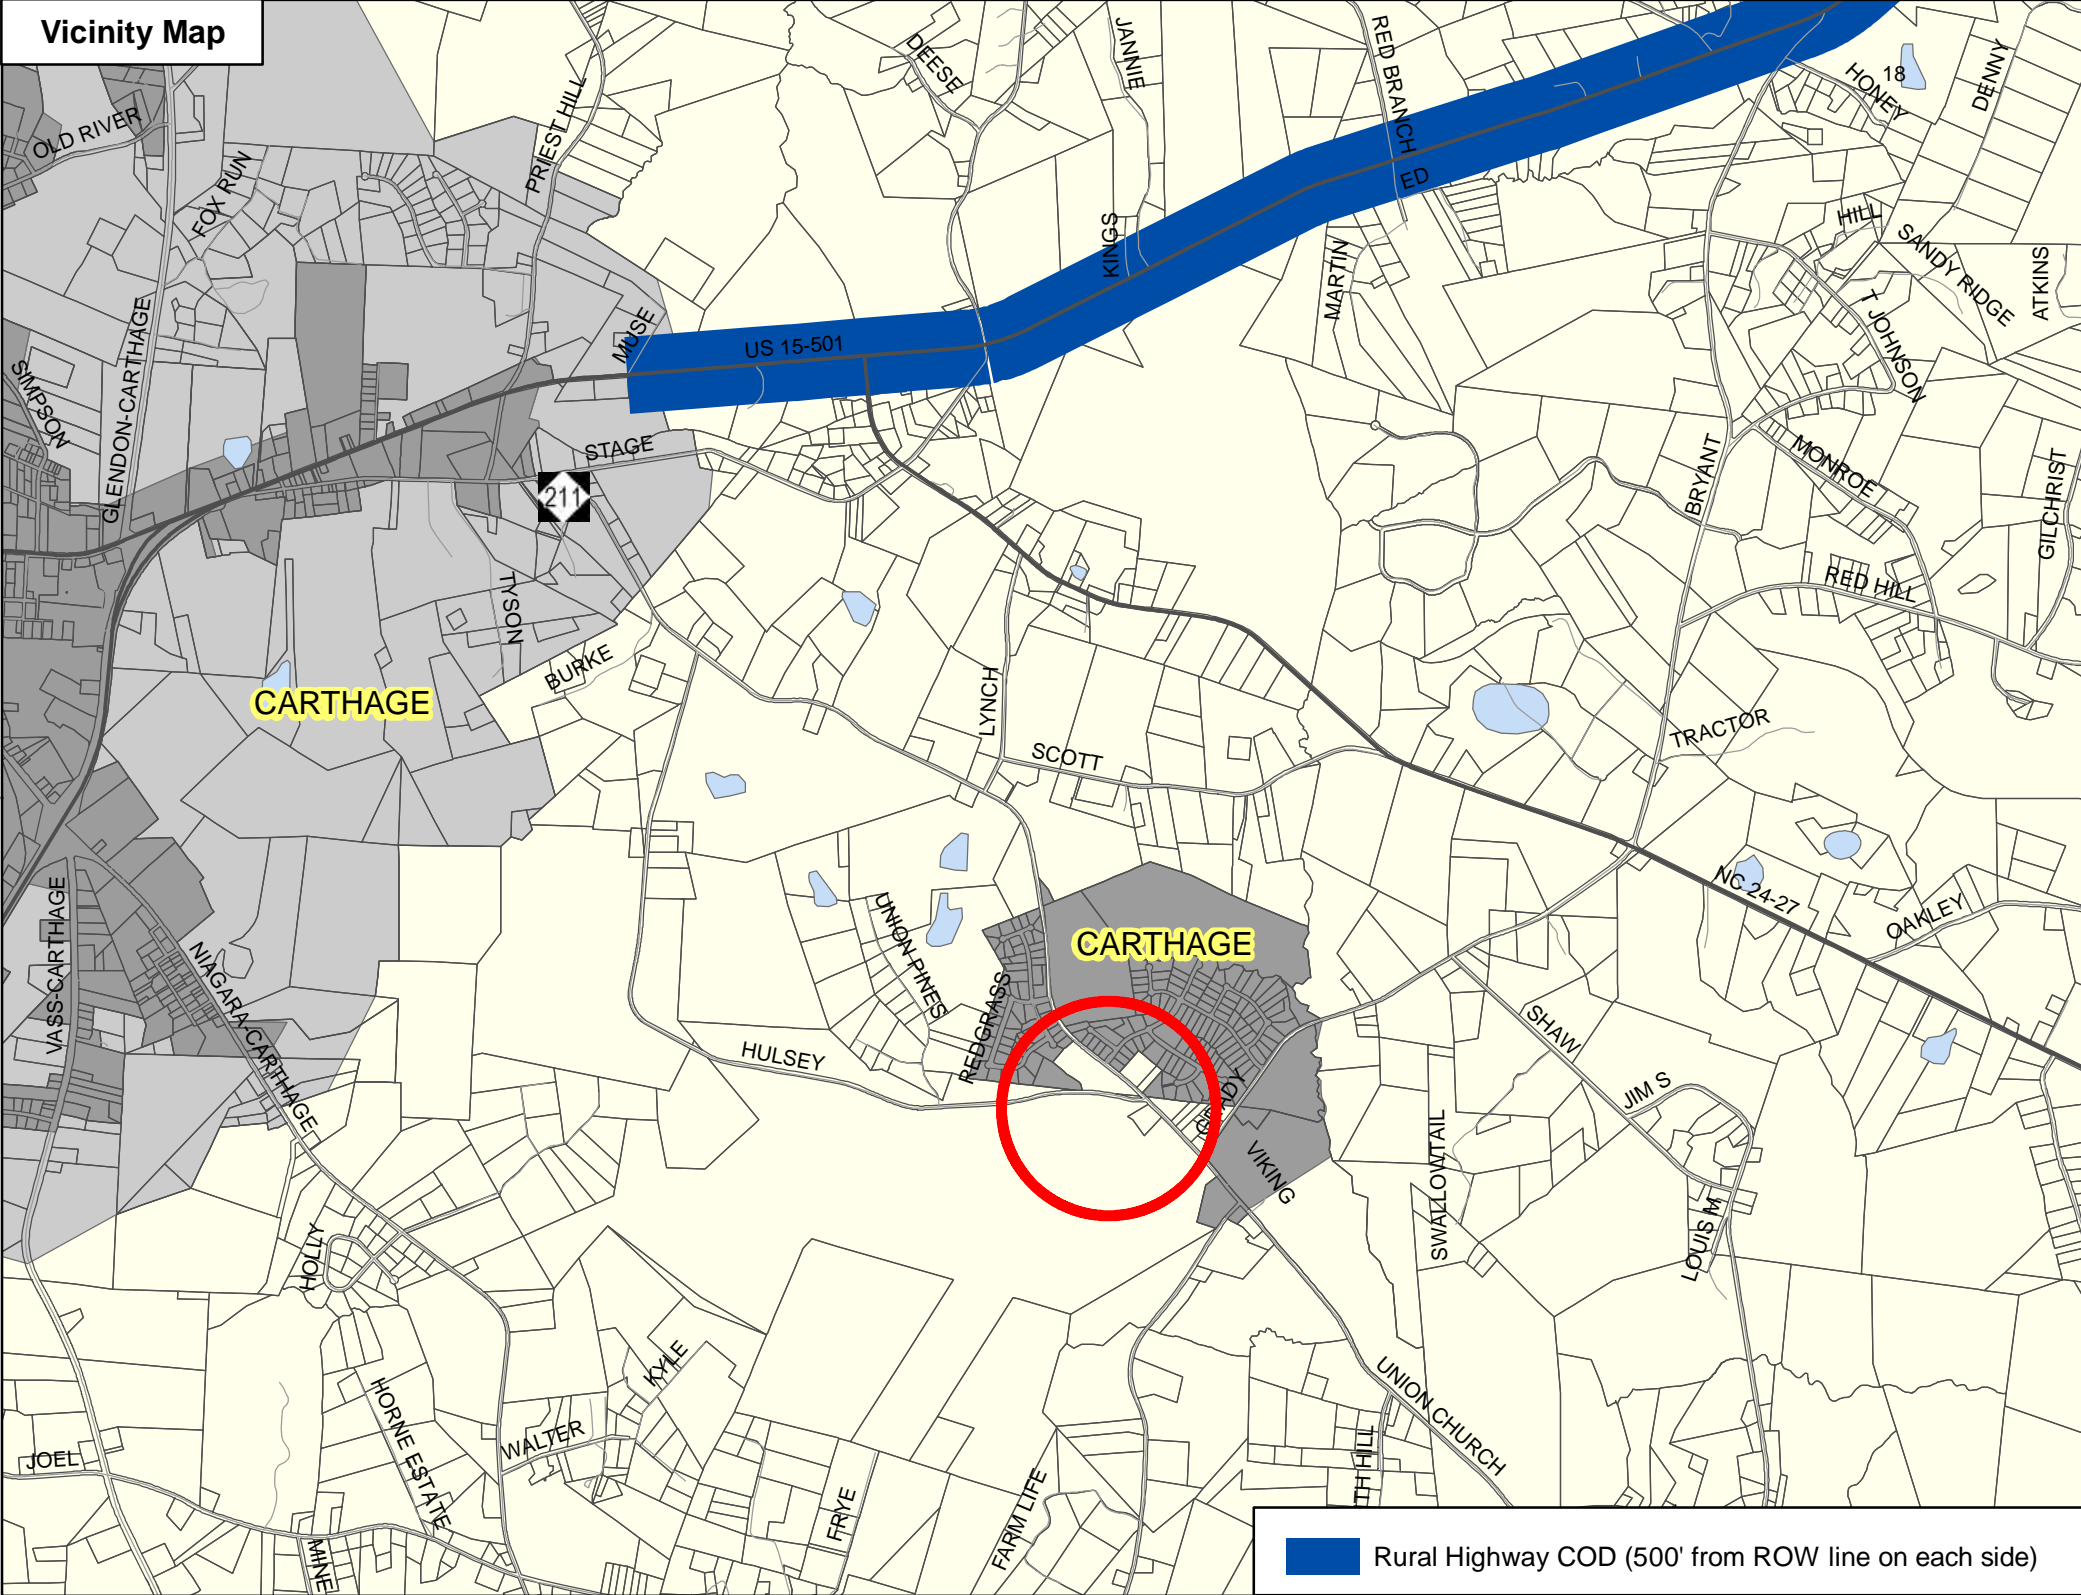 Vicinity Map
DEESE
JANNIE
RED BRANCH
HONEY
18
DENNY
OLD RIVER
PRIEST HILL
FOX RUN
ED
KINGS
HILL
SANDY RIDGE
ATKINS
MARTIN
GLENDON-CARTHAGE
MUSE
US 15-501
T JOHNSON
SIMPSON
STAGE
211
BRYANT
MONROE
GILCHRIST
RED HILL
TYSON
BURKE
CARTHAGE
LYNCH
SCOTT
TRACTOR
VASS-CARTHAGE
NIAGARA-CARTHAGE
UNION PINES
CARTHAGE
NC 24-27
OAKLEY
REDGRASS
HULSEY
GRADY
SHAW
JIM S
VIKING
SWALLOWTAIL
LOUIS M
HOLLY
KYLE
HORNE ESTATE
WALTER
UNION CHURCH
JOEL
FRYE
FARM LIFE
TH HILL
MINE
Rural Highway COD (500' from ROW line on each side)